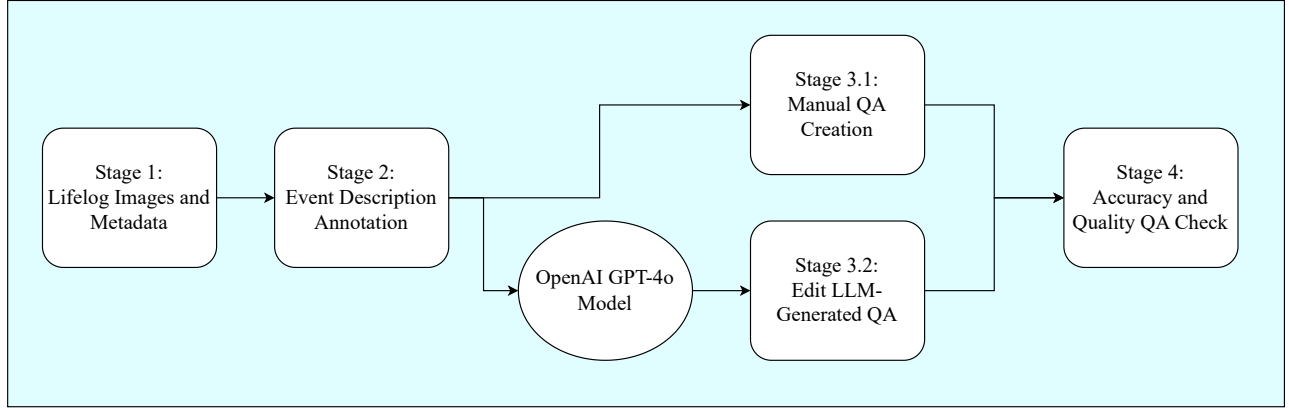 Stage 1:
Lifelog Images and
Metadata
Stage 2:
Event Description
Annotation
Stage 3.1:
Manual QA
Creation
OpenAI GPT-4o
Model
Stage 3.2:
Edit LLM-
Generated QA
Stage 4:
Accuracy and
Quality QA Check